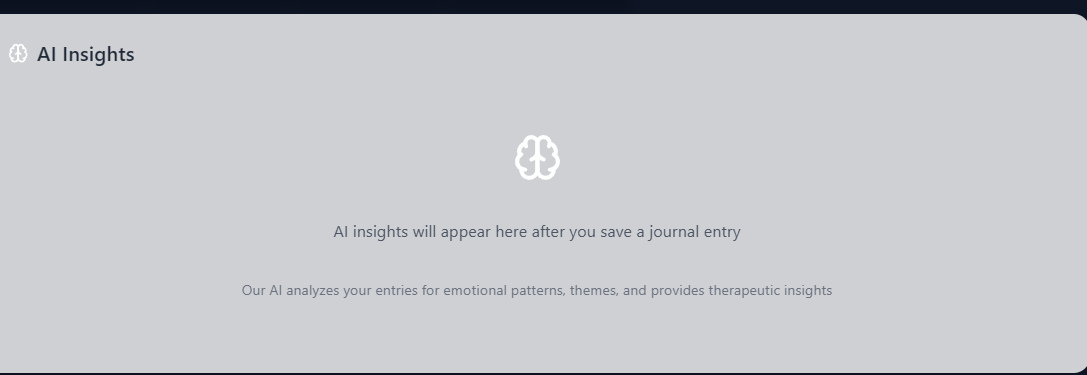 AI Insights
AI insights will appear here after you save a journal entry
Our AI analyzes your entries for emotional patterns, themes, and provides therapeutic insights